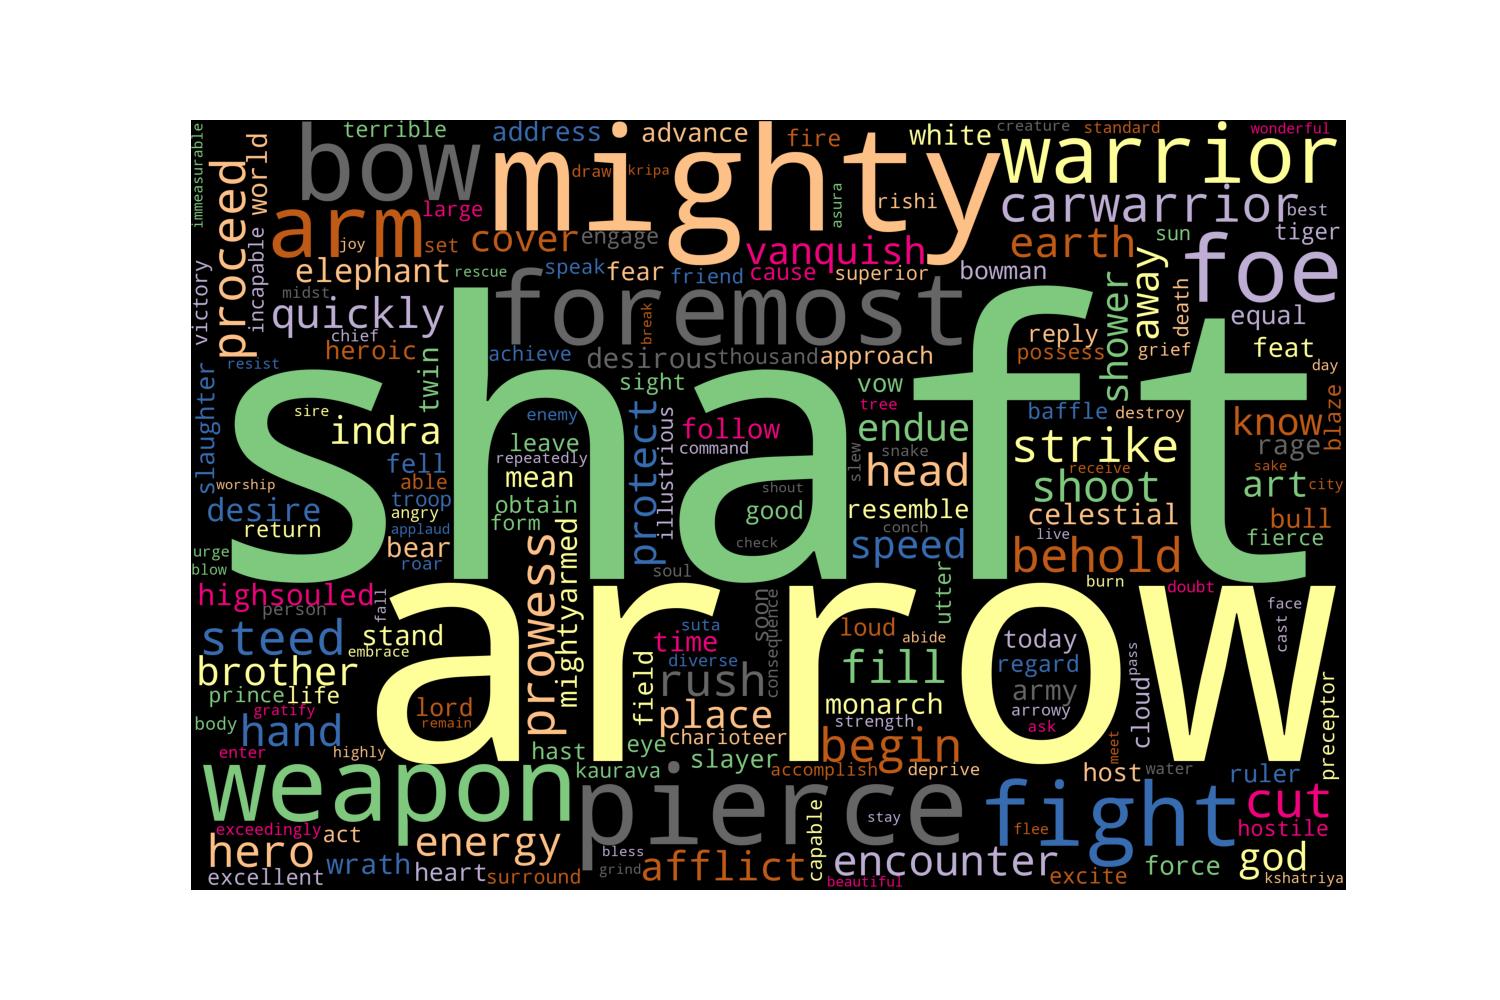 immeasurable
terrible
address
advance
fire
white
creature
standard
wonderful
bow
mighty
warrior
draw
kripa
asura
rishi
world
proceed
arm
large
carwarrior
best
tiger
incapable
joy
set
cover
engage
vanquish
earth
sun
foe
elephant
rescue
speak
fear
friend
cause
superior
bowman
away
victory
midst
foremost
shower
death
quickly
chief
break
reply
equal
heroic
twin
achieve
desirous
thousand
approach
possess
grief
feat
resist
day
shaft
sight
vow
slaughter
sire
enemy
protect
illustrious
tree
baffle
destroy
know
blaze
indra
leave
follow
endue
strike
rage
fell
repeatedly
command
slew
snake
head
receive
sake
worship
able
mean
shout
shoot
art
city
desire
troop
obtain
good
resemble
celestial
bull
return
angry
form
applaud
conch
live
fierce
urge
bear
prowess
mightyarmed
check
speed
behold
blow
roar
soul
burn
doubt
highsouled
person
fall
arrow
soon
consequence
utter
face
cast
steed
stand
suta
time
loud
abide
today
embrace
diverse
brother
field
rush
fill
regard
cloud
pass
prince
life
army
preceptor
gratify
lord
place
monarch
arrowy
body
remain
strength
ask
hand
charioteer
begin
meet
enter
highly
hast
eye
slayer
weapon
kaurava
accomplish
deprive
host
water
ruler
pierce
fight
cut
exceedingly
act
capable
stay
flee
hostile
hero
energy
bless
encounter
god
excellent
wrath
heart
surround
grind
afflict
beautiful
excite
force
kshatriya